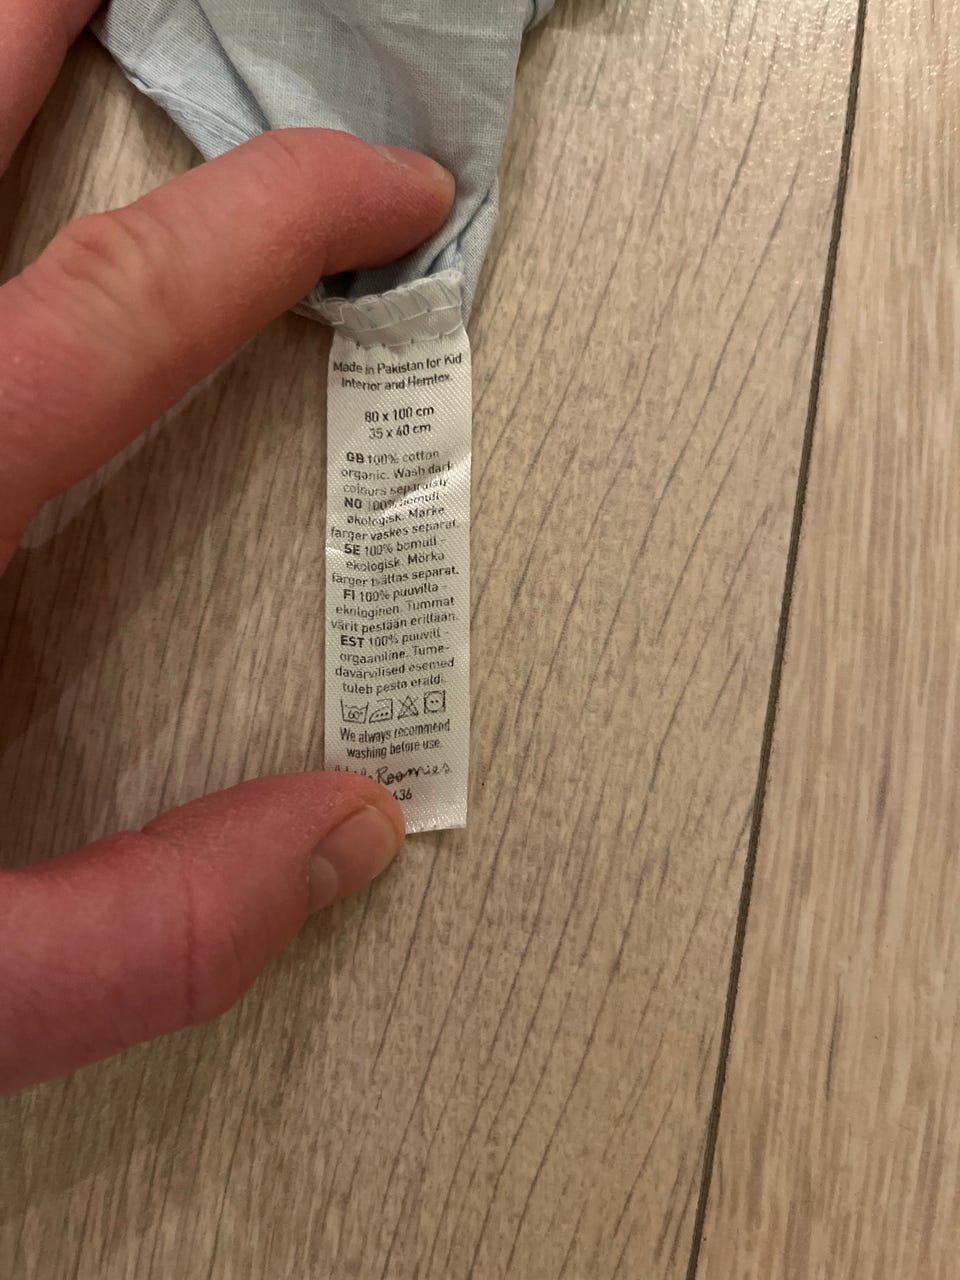 Made in Pakistan for Kid
Interior and Hemtex.
80 x 100 cm
35 x 40 cm
GB 100% cotton
organic. Wash dark
colours separately
NO 100% bomull
økologisk. Mørke
farger vaskes separat.
SE 100% bomull -
ekologisk. Mörka
färger tvättas separat.
FI 100% puuvilla -
ekologinen. Tummat
värit pestään erillään.
EST 100% puuvill -
orgaaniline. Tume-
davärvilised esemed
tuleb pesta eraldi.
60°
We always recommend
washing before use.
Roomies
436